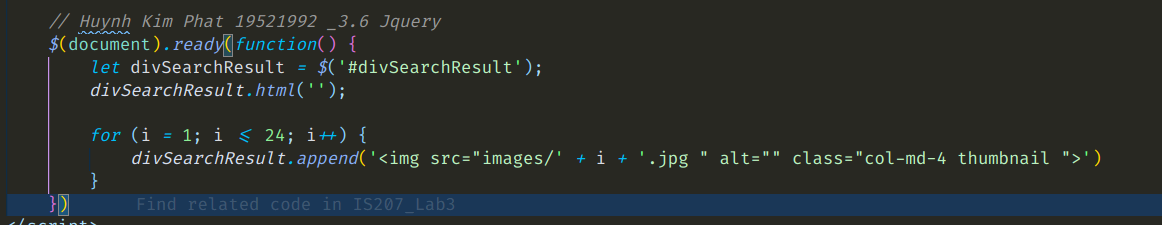 // Huynh Kim Phat 19521992 _3.6 Jquery
$(document).ready(function() {
let divSearchResult = $('#divSearchResult');
divSearchResult.html('');
for (i = 1; i <= 24; i++) {
divSearchResult.append('<img src="images/' + i + '.jpg " alt="" class="col-md-4 thumbnail ">')
}
}) Find related code in IS207_Lab3
</script>